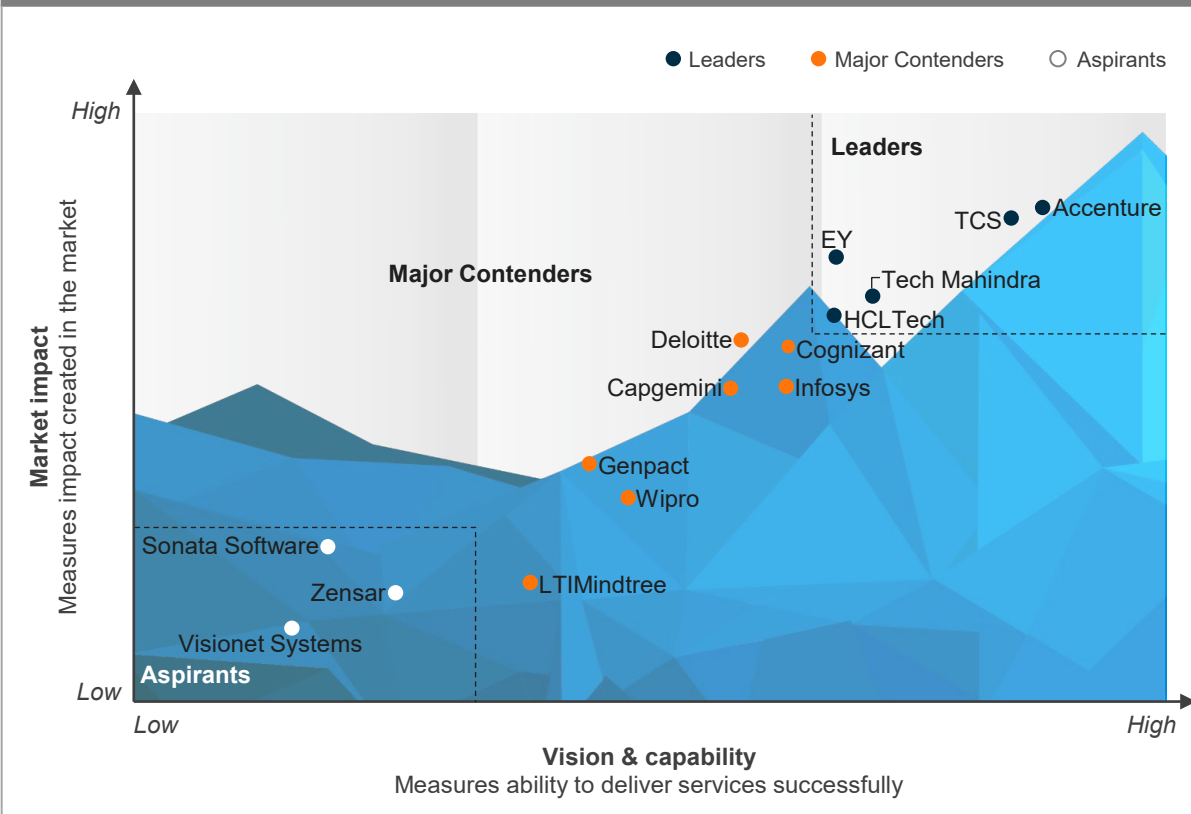 Leaders
Major Contenders
Aspirants
High
Market impact
Measures impact created in the market
Leaders
Accenture
TCS
EY
Tech Mahindra
Major Contenders
HCLTech
Deloitte
Cognizant
Capgemini
Infosys
Genpact
Wipro
Sonata Software
LTIMindtree
Zensar
Visionet Systems
Aspirants
Low
Low
High
Vision & capability
Measures ability to deliver services successfully